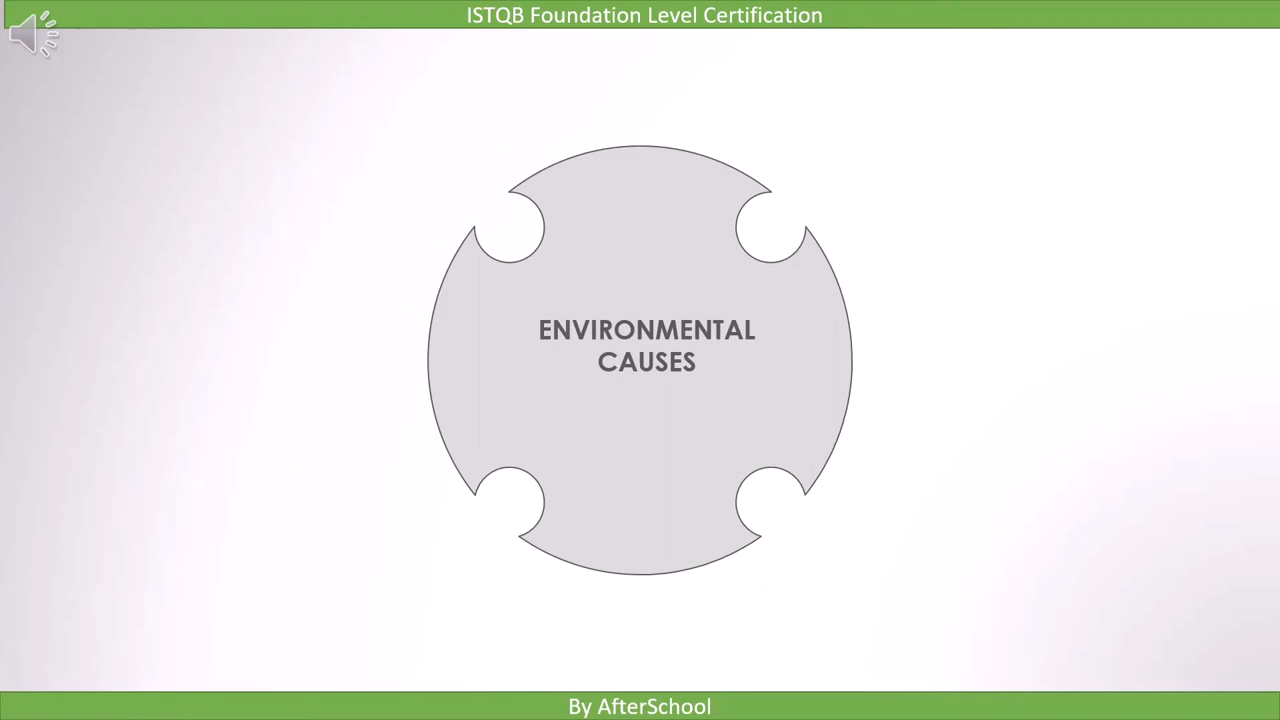 ISTQB Foundation Level Certification
ENVIRONMENTAL
CAUSES
By AfterSchool